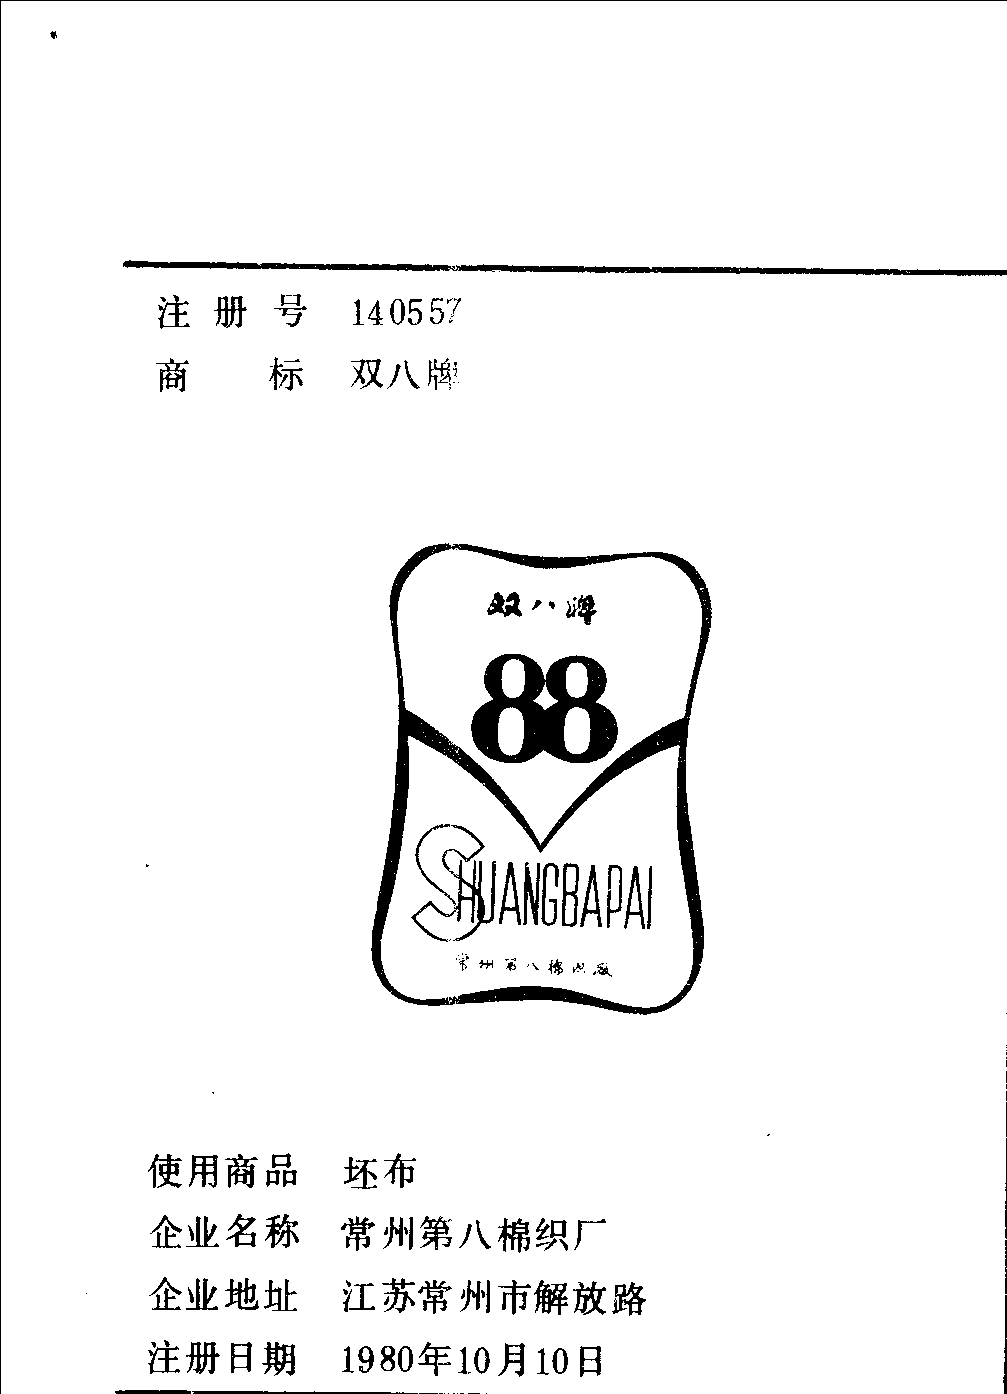 注册号 140557
商标 双八牌
双八牌
88
SHUANGBAPAI
常州第八棉织厂
使用商品 坯布
企业名称 常州第八棉织厂
企业地址 江苏常州市解放路
注册日期 1980年10月10日